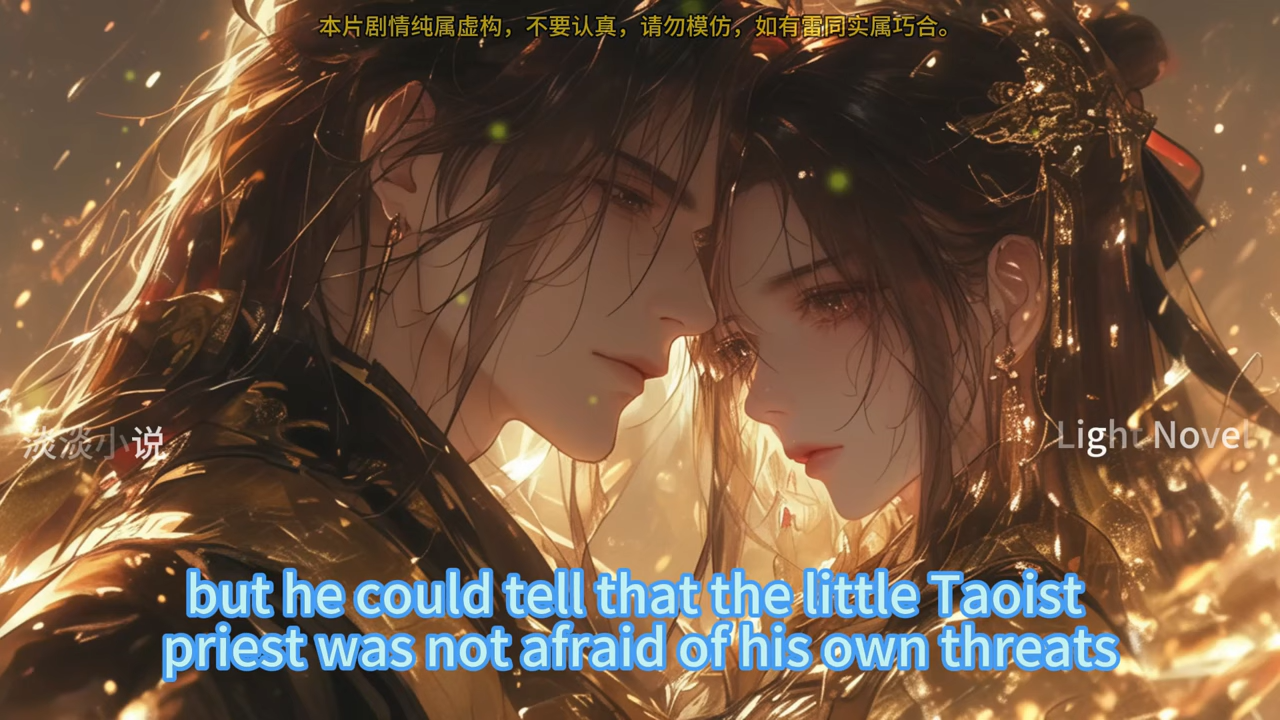 本片剧情纯属虚构，不要认真，请勿模仿，如有雷同实属巧合。
淡淡小说
Light Novel
but he could tell that the little Taoist
priest was not afraid of his own threats